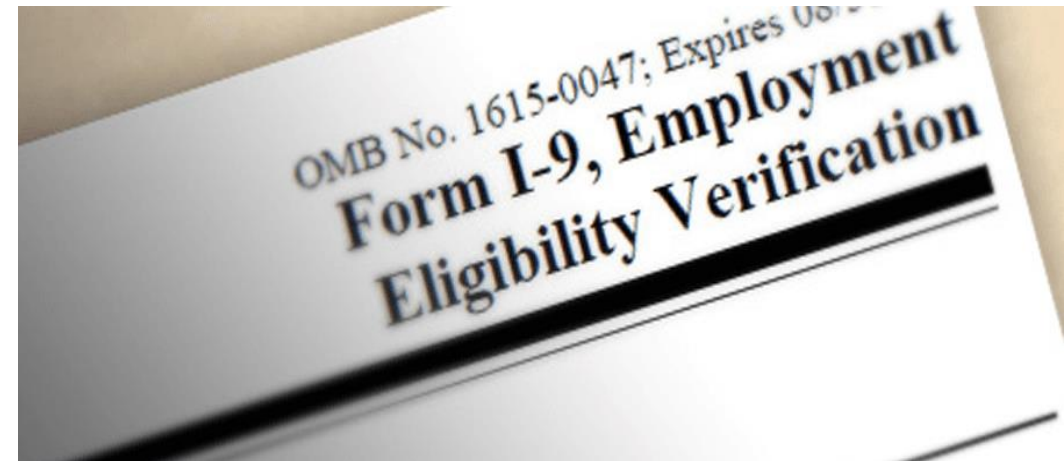 OMB No. 1615-0047; Expires
Form I-9, Employment
Eligibility Verification